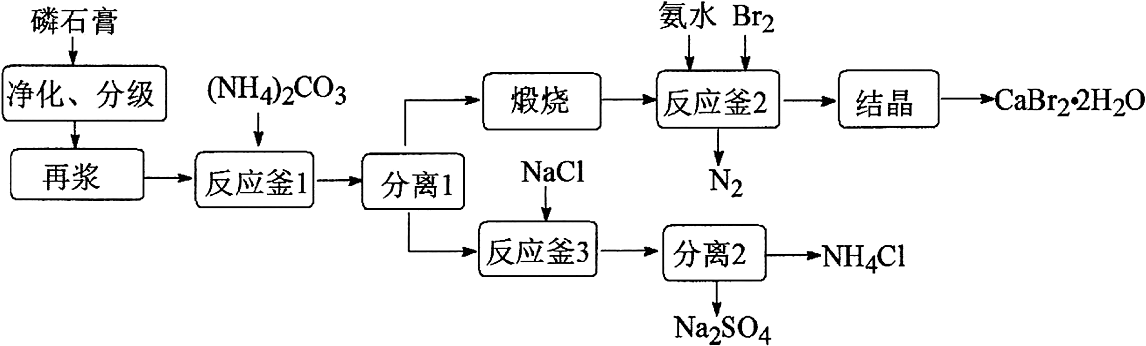 磷石膏
氨水 Br2
净化、分级
(NH4)2CO3
煅烧
反应釜2
结晶
CaBr2•2H2O
再浆
反应釜1
分离1
NaCl
N2
反应釜3
分离2
NH4Cl
Na2SO4